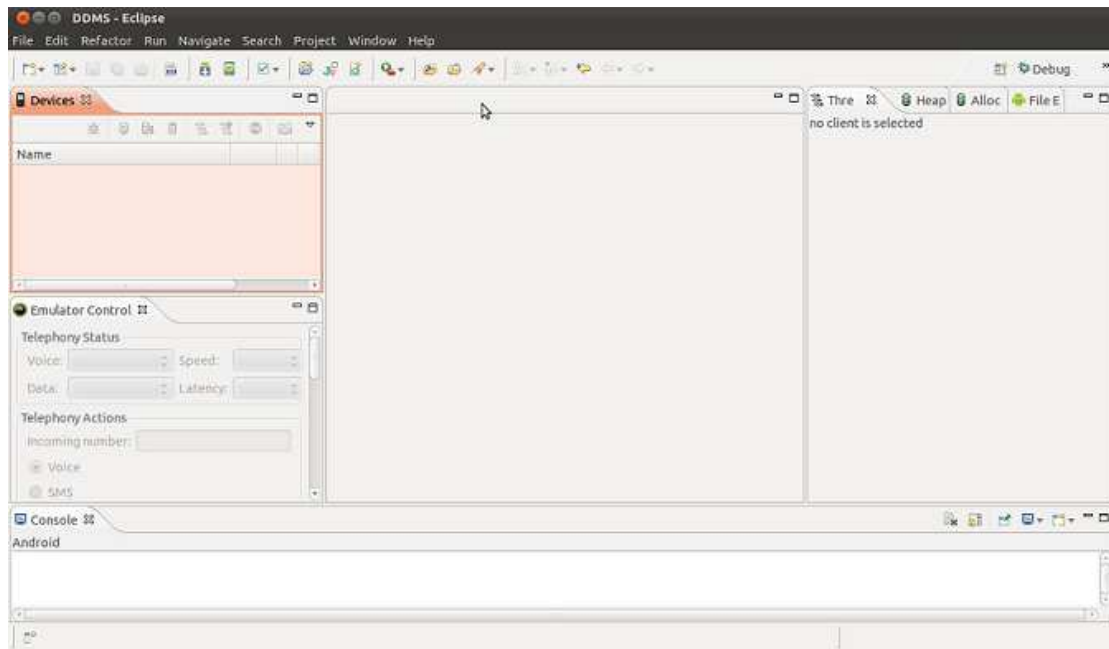 DDMS - Eclipse
File Edit Refactor Run Navigate Search Project Window Help
Debug
Devices
Name
Thre Heap Alloc File E
no client is selected
Emulator Control
Telephony Status
Voice: Speed:
Data: Latency:
Telephony Actions
Incoming number:
Voice
SMS
Console
Android